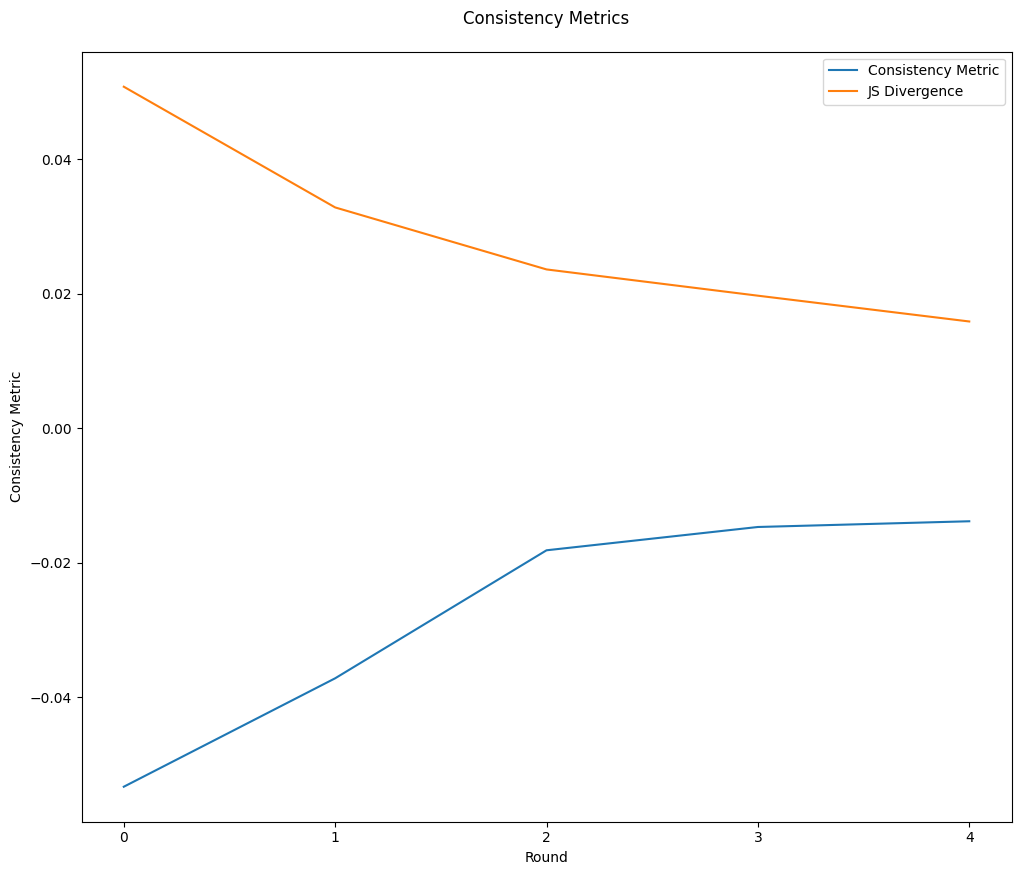 Consistency Metrics
Consistency Metric
JS Divergence
0.04
0.02
0.00
−0.02
−0.04
Consistency Metric
0 1 2 3 4
Round